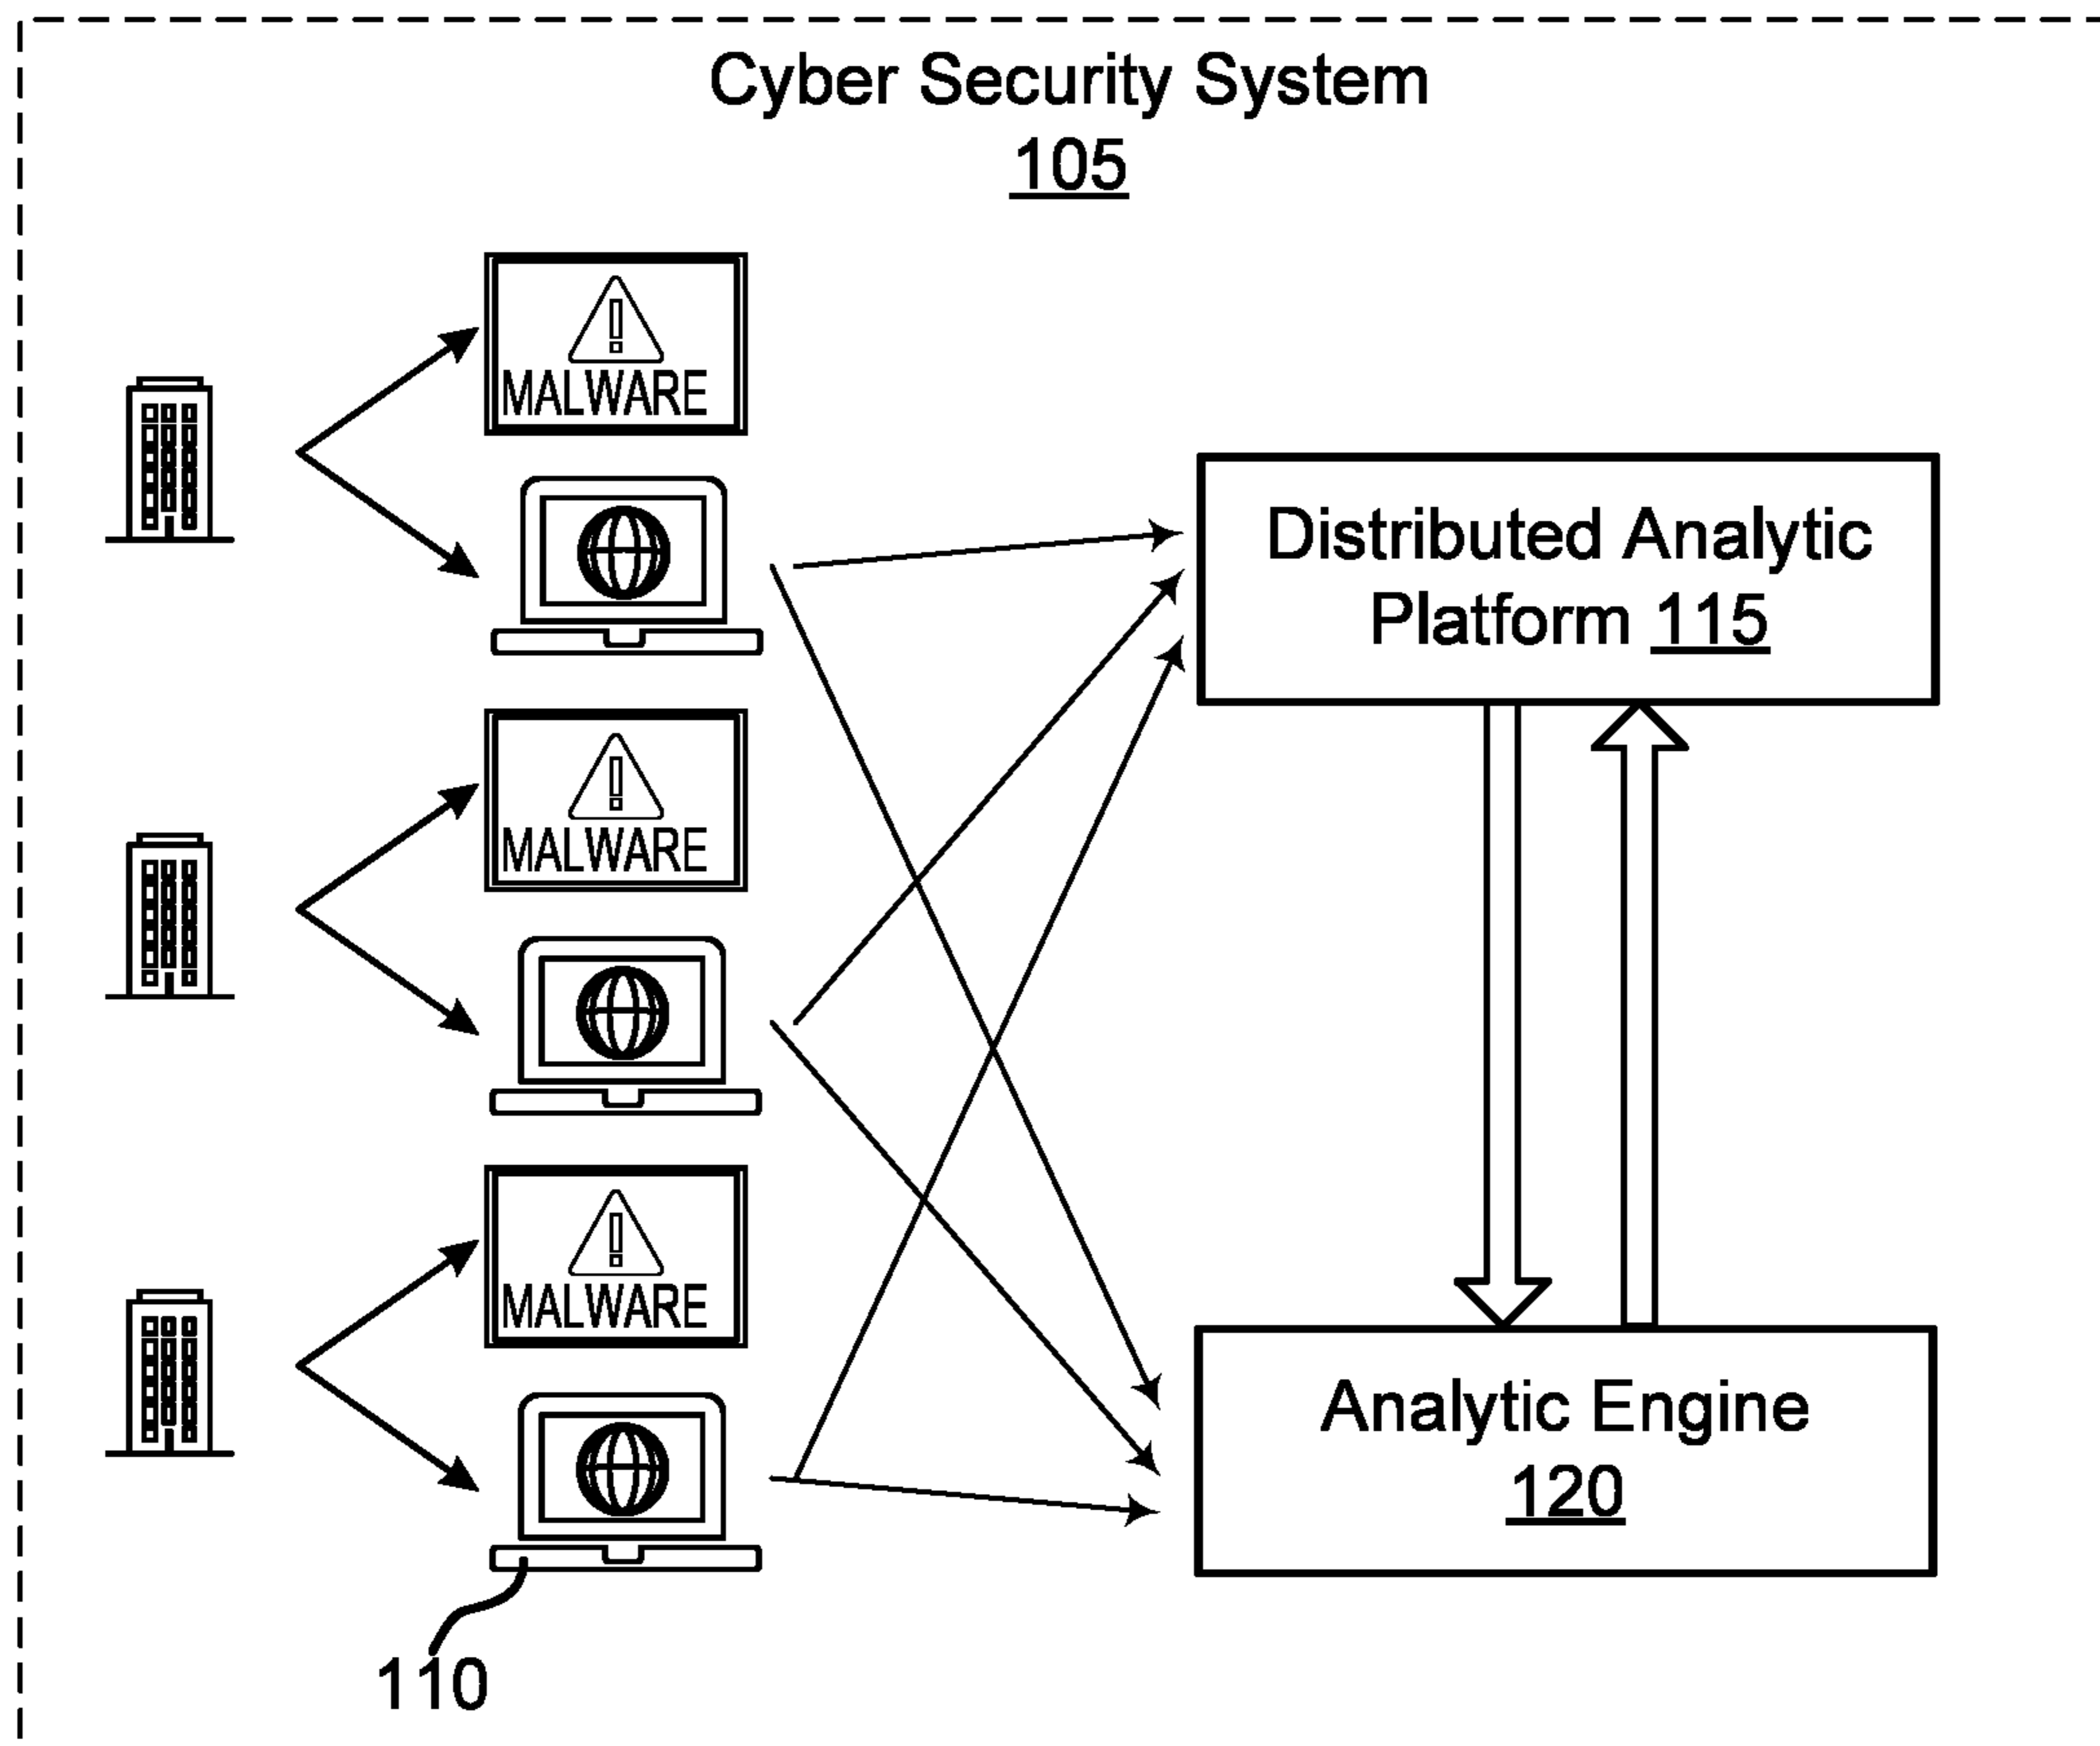 Cyber Security System
105
MALWARE
Distributed Analytic
Platform 115
MALWARE
MALWARE
Analytic Engine
120
110